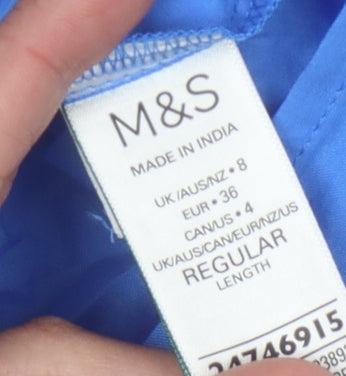 M&S
MADE IN INDIA
UK/AUS/NZ • 8
EUR • 36
CAN/US • 4
UK/AUS/CAN/EUR/NZ/US
REGULAR
LENGTH
24746915